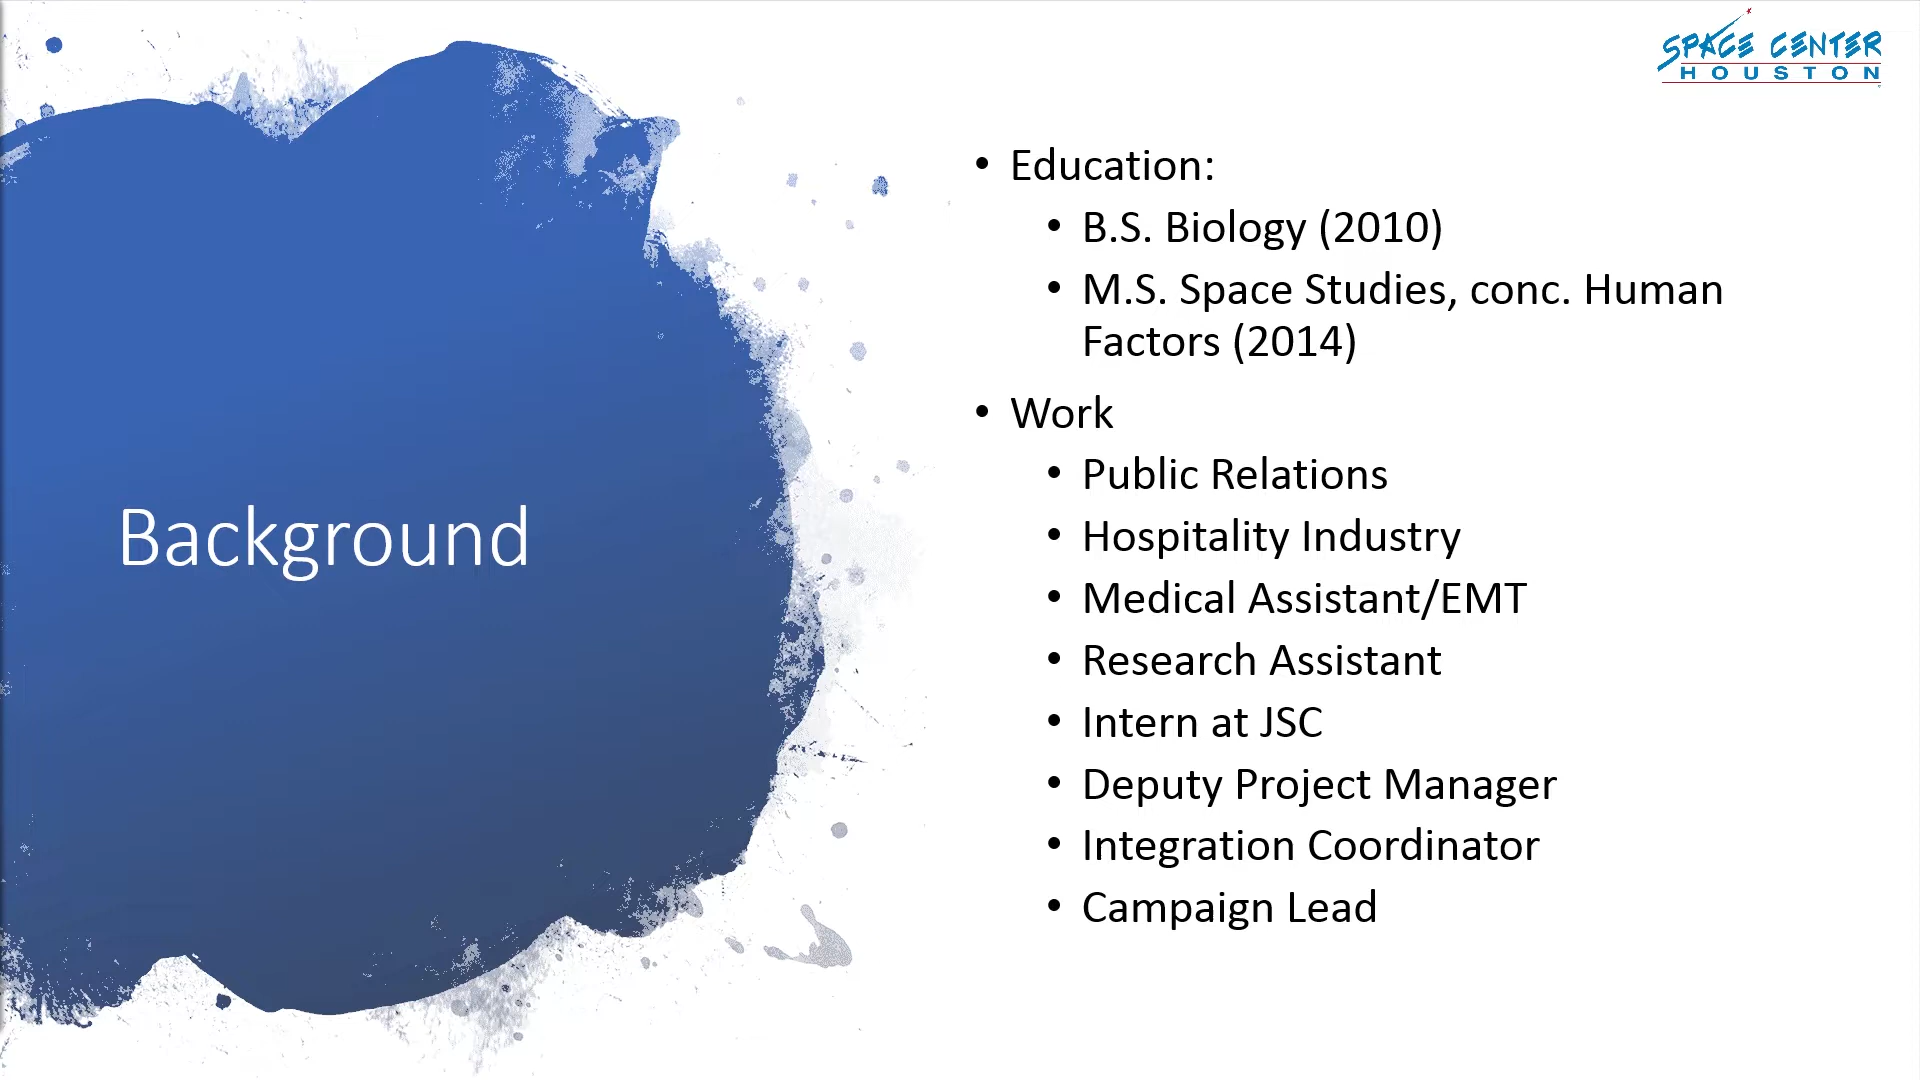 SPACE CENTER
HOUSTON
Background
• Education:
• B.S. Biology (2010)
• M.S. Space Studies, conc. Human
Factors (2014)
• Work
• Public Relations
• Hospitality Industry
• Medical Assistant/EMT
• Research Assistant
• Intern at JSC
• Deputy Project Manager
• Integration Coordinator
• Campaign Lead